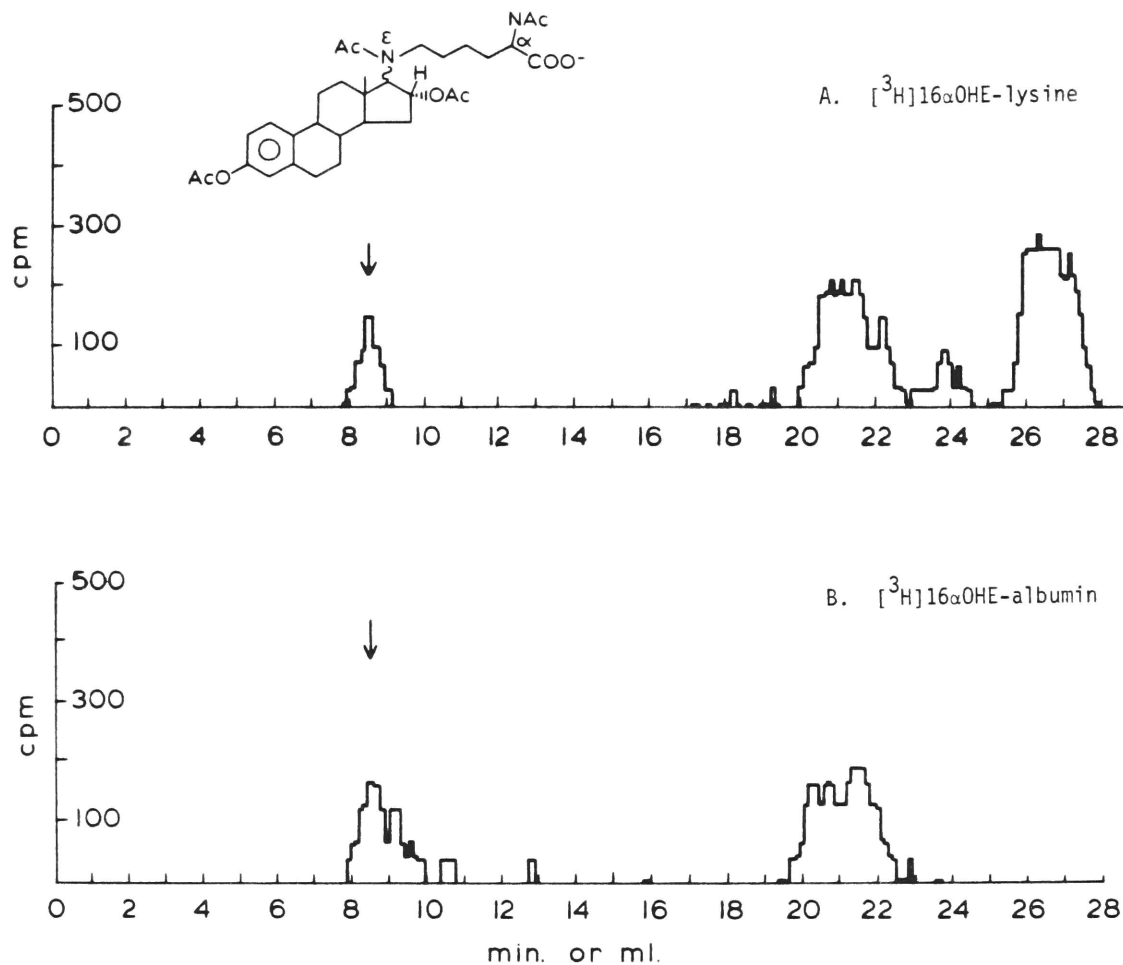 ε
NAc
Ac
N
α
COO⁻
H
OAc
AcO
A. [³H]16αOHE-lysine
500
300
100
cpm
0 2 4 6 8 10 12 14 16 18 20 22 24 26 28
B. [³H]16αOHE-albumin
500
300
100
cpm
0 2 4 6 8 10 12 14 16 18 20 22 24 26 28
min. or ml.